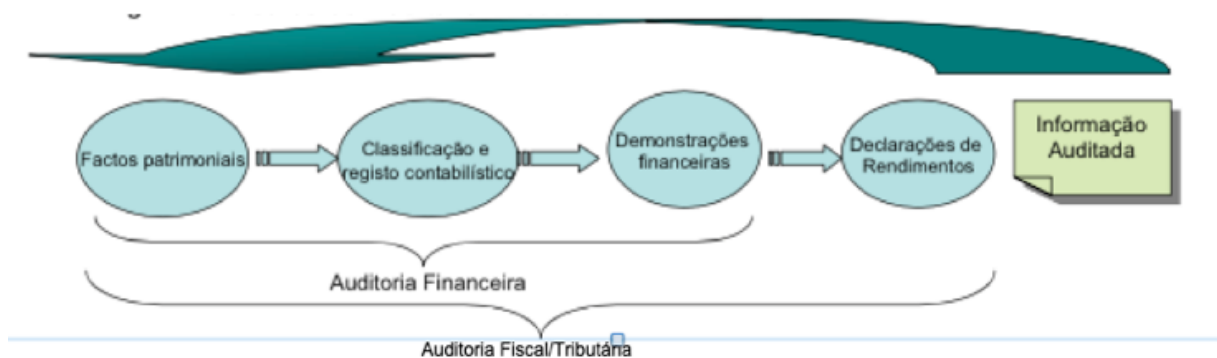 Factos patrimoniais
Classificação e
registo contabilístico
Demonstrações
financeiras
Declarações de
Rendimentos
Informação
Auditada
Auditoria Financeira
Auditoria Fiscal/Tributária